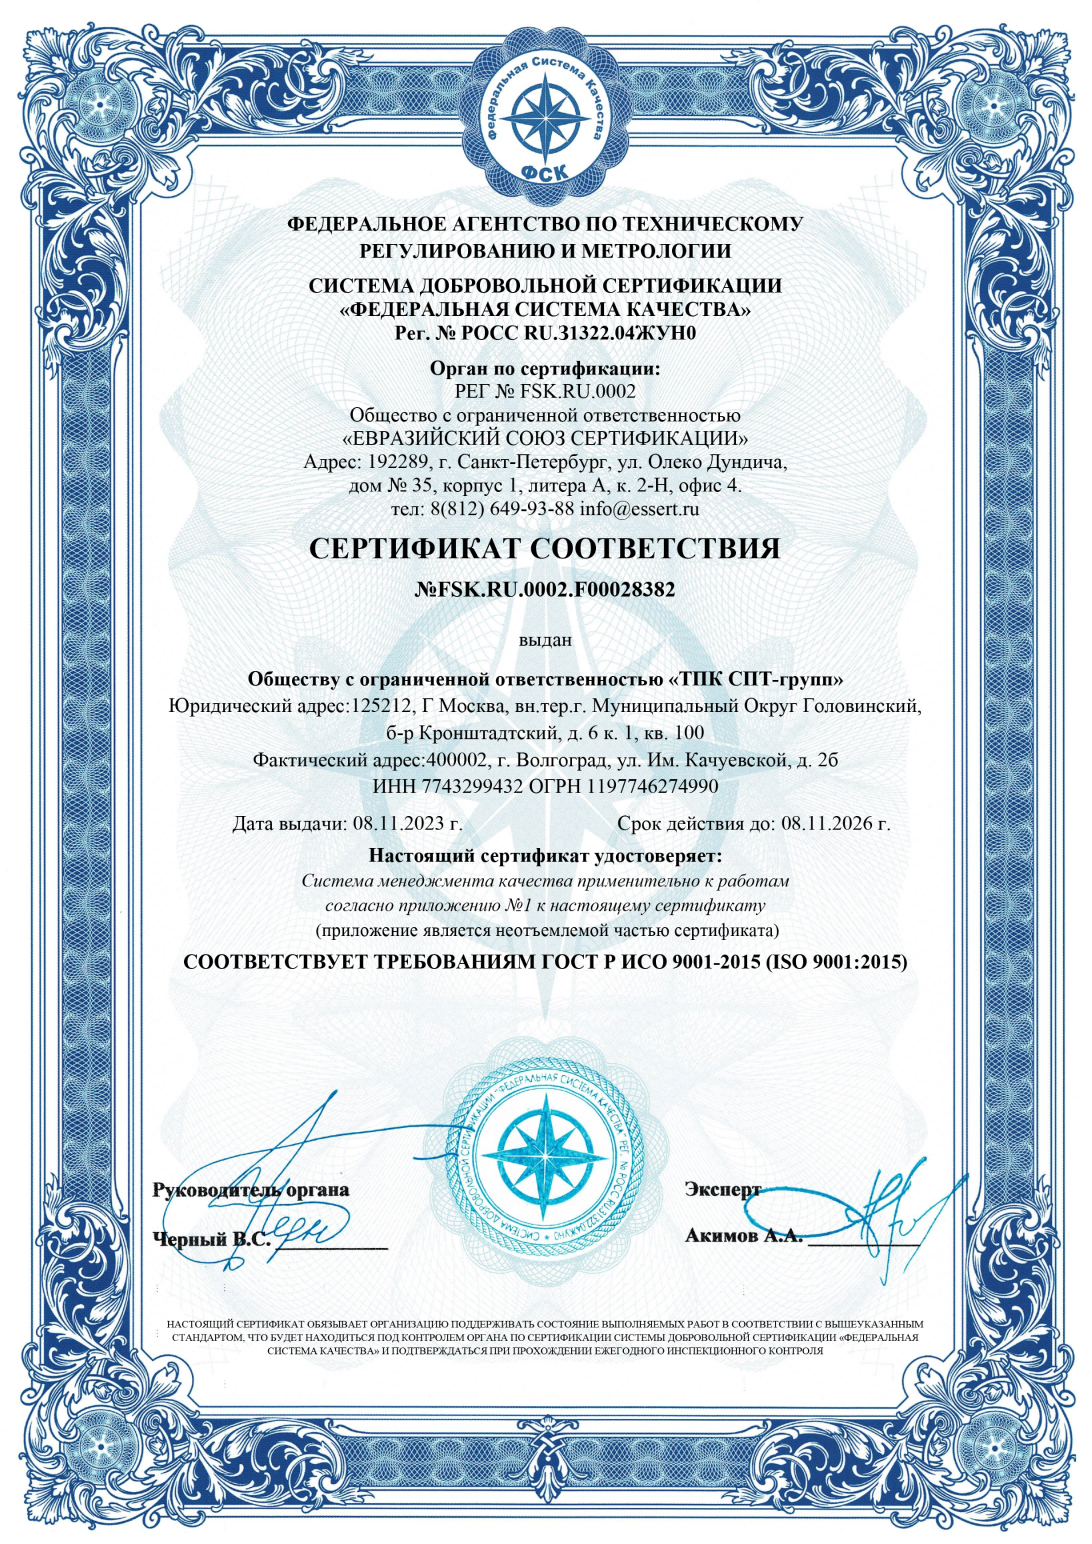 Федеральная Система Качества
ФСК
ФЕДЕРАЛЬНОЕ АГЕНТСТВО ПО ТЕХНИЧЕСКОМУ
РЕГУЛИРОВАНИЮ И МЕТРОЛОГИИ
СИСТЕМА ДОБРОВОЛЬНОЙ СЕРТИФИКАЦИИ
«ФЕДЕРАЛЬНАЯ СИСТЕМА КАЧЕСТВА»
Рег. № РОСС RU.31322.04ЖУН0
Орган по сертификации:
РЕГ № FSK.RU.0002
Общество с ограниченной ответственностью
«ЕВРАЗИЙСКИЙ СОЮЗ СЕРТИФИКАЦИИ»
Адрес: 192289, г. Санкт-Петербург, ул. Олеко Дундича,
дом № 35, корпус 1, литера А, к. 2-Н, офис 4.
тел: 8(812) 649-93-88 info@essert.ru
СЕРТИФИКАТ СООТВЕТСТВИЯ
№FSK.RU.0002.F00028382
выдан
Обществу с ограниченной ответственностью «ТПК СПТ-групп»
Юридический адрес:125212, Г Москва, вн.тер.г. Муниципальный Округ Головинский,
б-р Кронштадтский, д. 6 к. 1, кв. 100
Фактический адрес:400002, г. Волгоград, ул. Им. Качуевской, д. 2б
ИНН 7743299432 ОГРН 1197746274990
Дата выдачи: 08.11.2023 г. Срок действия до: 08.11.2026 г.
Настоящий сертификат удостоверяет:
Система менеджмента качества применительно к работам
согласно приложению №1 к настоящему сертификату
(приложение является неотъемлемой частью сертификата)
СООТВЕТСТВУЕТ ТРЕБОВАНИЯМ ГОСТ Р ИСО 9001-2015 (ISO 9001:2015)
СИСТЕМА ДОБРОВОЛЬНОЙ СЕРТИФИКАЦИИ "ФЕДЕРАЛЬНАЯ СИСТЕМА КАЧЕСТВА" РЕГ. № РОСС RU.31322.04ЖУН0
Руководитель органа
Черный В.С.
Эксперт
Акимов А.А.
НАСТОЯЩИЙ СЕРТИФИКАТ ОБЯЗЫВАЕТ ОРГАНИЗАЦИЮ ПОДДЕРЖИВАТЬ СОСТОЯНИЕ ВЫПОЛНЯЕМЫХ РАБОТ В СООТВЕТСТВИИ С ВЫШЕУКАЗАННЫМ
СТАНДАРТОМ, ЧТО БУДЕТ НАХОДИТЬСЯ ПОД КОНТРОЛЕМ ОРГАНА ПО СЕРТИФИКАЦИИ СИСТЕМЫ ДОБРОВОЛЬНОЙ СЕРТИФИКАЦИИ «ФЕДЕРАЛЬНАЯ
СИСТЕМА КАЧЕСТВА» И ПОДТВЕРЖДАТЬСЯ ПРИ ПРОХОЖДЕНИИ ЕЖЕГОДНОГО ИНСПЕКЦИОННОГО КОНТРОЛЯ